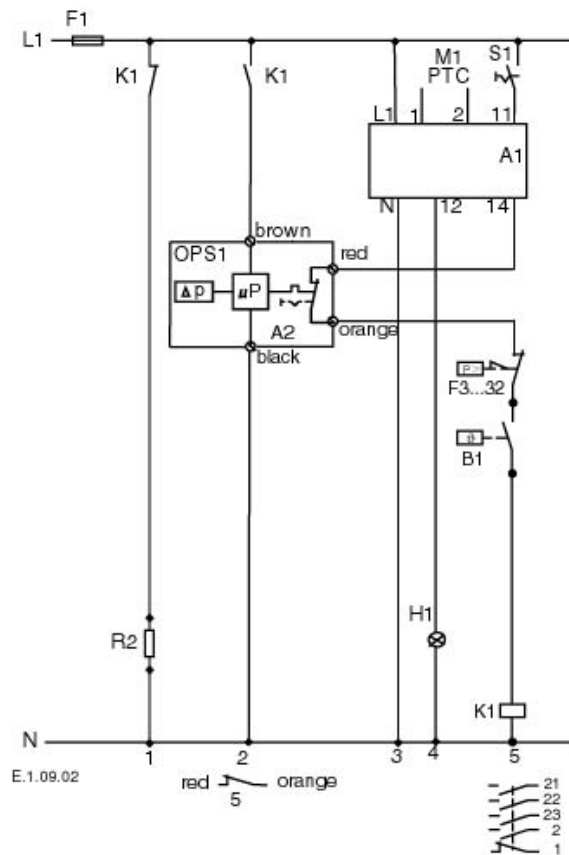 F1
L1
K1
K1
M1
PTC
S1
L1
1
2
11
A1
N
12
14
brown
OPS1
red
Δp
µP
A2
orange
black
F3...32
B1
R2
H1
K1
N
1
2
3
4
5
E.1.09.02
red
orange
5
21
22
23
2
1